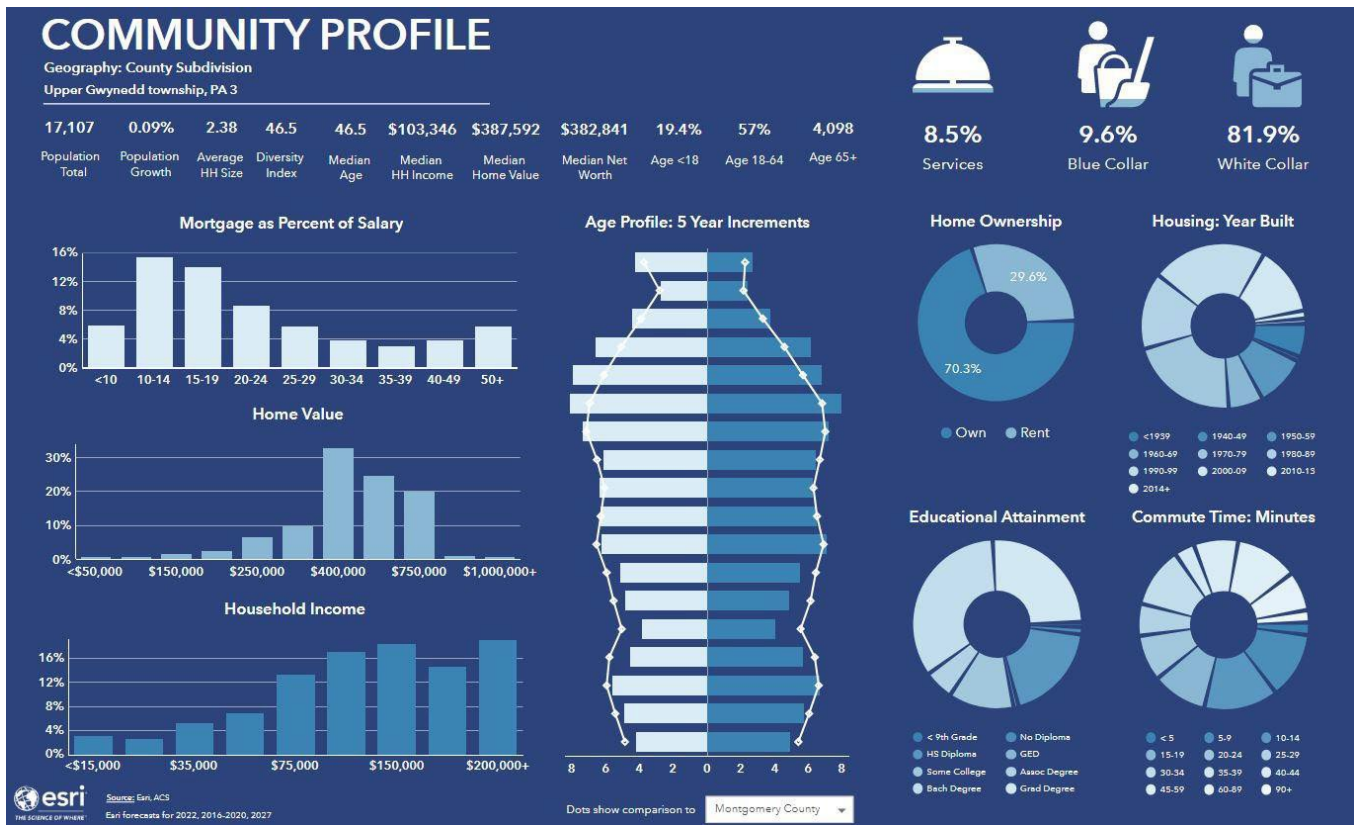 COMMUNITY PROFILE
Geography: County Subdivision
Upper Gwynedd township, PA 3
17,107 0.09% 2.38 46.5 46.5 $103,346 $387,592 $382,841 19.4% 57% 4,098
Population Population Average Diversity Median Median Median Median Net Age <18 Age 18-64 Age 65+
Total Growth HH Size Index Age HH Income Home Value Worth
8.5% 9.6% 81.9%
Services Blue Collar White Collar
Mortgage as Percent of Salary
16%
12%
8%
4%
0%
<10 10-14 15-19 20-24 25-29 30-34 35-39 40-49 50+
Home Value
30%
20%
10%
0%
<$50,000 $150,000 $250,000 $400,000 $750,000 $1,000,000+
Household Income
16%
12%
8%
4%
0%
<$15,000 $35,000 $75,000 $150,000 $200,000+
Age Profile: 5 Year Increments
8 6 4 2 0 2 4 6 8
Dots show comparison to Montgomery County
Home Ownership
29.6%
70.3%
Own Rent
Housing: Year Built
<1939 1940-49 1950-59
1960-69 1970-79 1980-89
1990-99 2000-09 2010-13
2014+
Educational Attainment
< 9th Grade No Diploma
HS Diploma GED
Some College Assoc Degree
Bach Degree Grad Degree
Commute Time: Minutes
< 5 5-9 10-14
15-19 20-24 25-29
30-34 35-39 40-44
45-59 60-89 90+
esri
THE SCIENCE OF WHERE
Source: Esri, ACS
Esri forecasts for 2022, 2016-2020, 2027